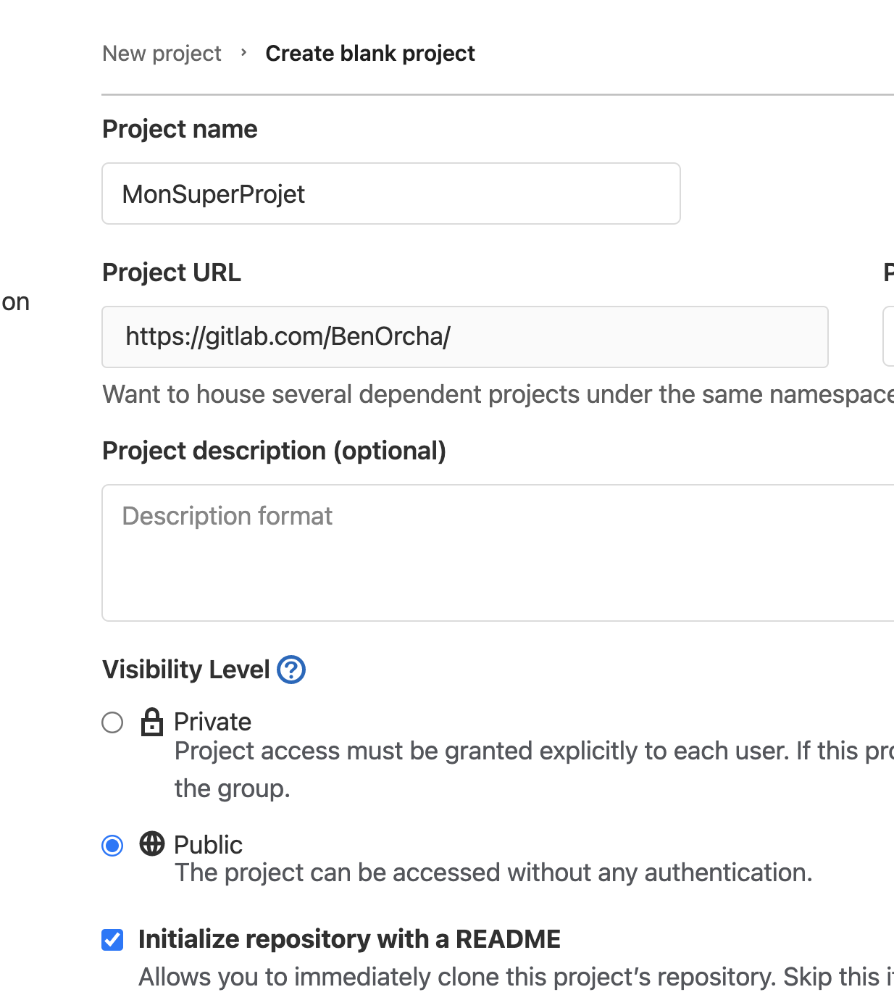 New project › Create blank project
Project name
MonSuperProjet
Project URL
on
https://gitlab.com/BenOrcha/
Want to house several dependent projects under the same namespace
Project description (optional)
Description format
Visibility Level
Private
Project access must be granted explicitly to each user. If this
the group.
Public
The project can be accessed without any authentication.
Initialize repository with a README
Allows you to immediately clone this project's repository. Skip this